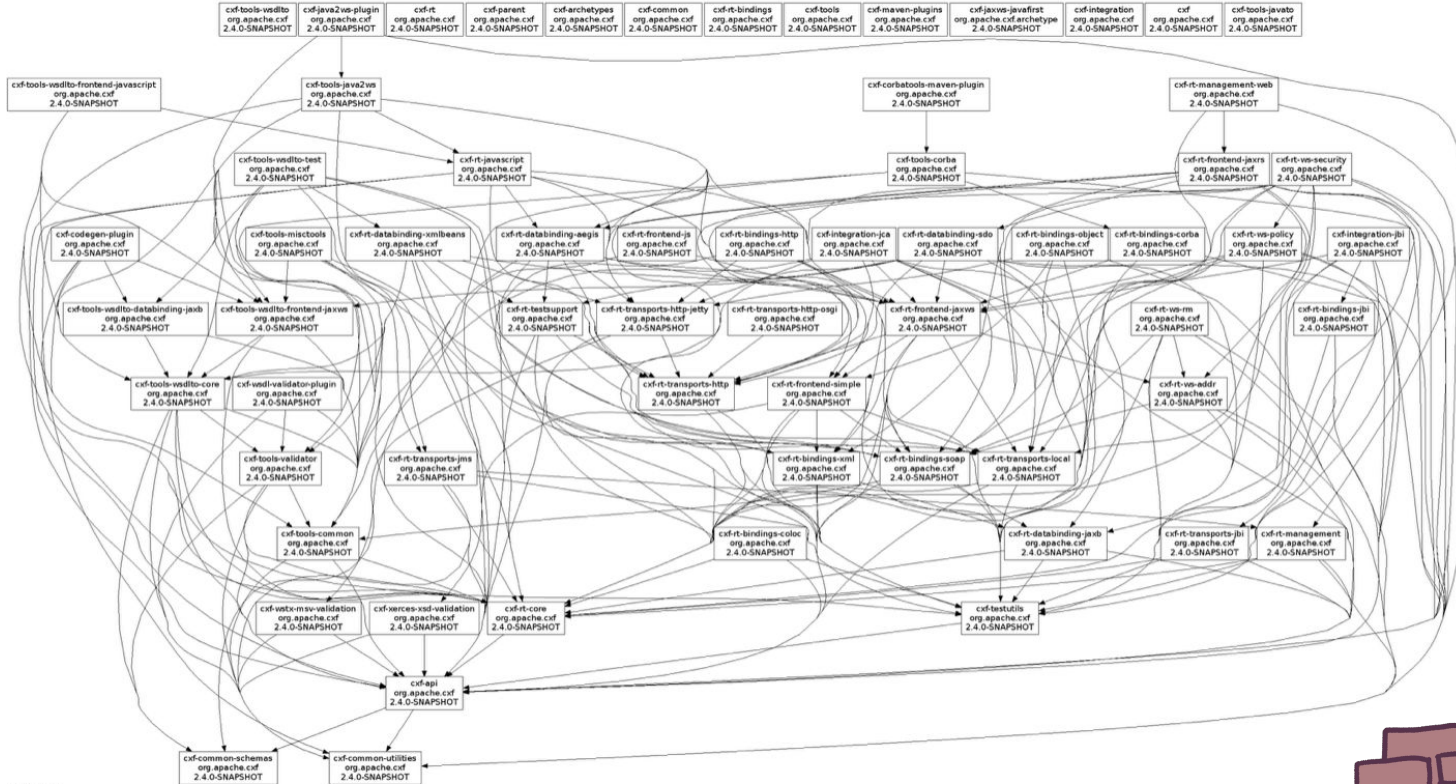 cxf-tools-wsdlto
org.apache.cxf
2.4.0-SNAPSHOT
cxf-java2ws-plugin
org.apache.cxf
2.4.0-SNAPSHOT
cxf-rt
org.apache.cxf
2.4.0-SNAPSHOT
cxf-parent
org.apache.cxf
2.4.0-SNAPSHOT
cxf-archetypes
org.apache.cxf
2.4.0-SNAPSHOT
cxf-common
org.apache.cxf
2.4.0-SNAPSHOT
cxf-rt-bindings
org.apache.cxf
2.4.0-SNAPSHOT
cxf-tools
org.apache.cxf
2.4.0-SNAPSHOT
cxf-maven-plugins
org.apache.cxf
2.4.0-SNAPSHOT
cxf-jaxws-javafirst
org.apache.cxf.archetype
2.4.0-SNAPSHOT
cxf-integration
org.apache.cxf
2.4.0-SNAPSHOT
cxf
org.apache.cxf
2.4.0-SNAPSHOT
cxf-tools-javato
org.apache.cxf
2.4.0-SNAPSHOT
cxf-tools-wsdlto-frontend-javascript
org.apache.cxf
2.4.0-SNAPSHOT
cxf-tools-java2ws
org.apache.cxf
2.4.0-SNAPSHOT
cxf-corbatools-maven-plugin
org.apache.cxf
2.4.0-SNAPSHOT
cxf-rt-management-web
org.apache.cxf
2.4.0-SNAPSHOT
cxf-tools-wsdlto-test
org.apache.cxf
2.4.0-SNAPSHOT
cxf-rt-javascript
org.apache.cxf
2.4.0-SNAPSHOT
cxf-tools-corba
org.apache.cxf
2.4.0-SNAPSHOT
cxf-rt-frontend-jaxrs
org.apache.cxf
2.4.0-SNAPSHOT
cxf-rt-ws-security
org.apache.cxf
2.4.0-SNAPSHOT
cxf-codegen-plugin
org.apache.cxf
2.4.0-SNAPSHOT
cxf-tools-misctools
org.apache.cxf
2.4.0-SNAPSHOT
cxf-rt-databinding-xmlbeans
org.apache.cxf
2.4.0-SNAPSHOT
cxf-rt-databinding-aegis
org.apache.cxf
2.4.0-SNAPSHOT
cxf-rt-frontend-js
org.apache.cxf
2.4.0-SNAPSHOT
cxf-rt-bindings-http
org.apache.cxf
2.4.0-SNAPSHOT
cxf-integration-jca
org.apache.cxf
2.4.0-SNAPSHOT
cxf-rt-databinding-sdo
org.apache.cxf
2.4.0-SNAPSHOT
cxf-rt-bindings-object
org.apache.cxf
2.4.0-SNAPSHOT
cxf-rt-bindings-corba
org.apache.cxf
2.4.0-SNAPSHOT
cxf-rt-ws-policy
org.apache.cxf
2.4.0-SNAPSHOT
cxf-integration-jbi
org.apache.cxf
2.4.0-SNAPSHOT
cxf-tools-wsdlto-databinding-jaxb
org.apache.cxf
2.4.0-SNAPSHOT
cxf-tools-wsdlto-frontend-jaxws
org.apache.cxf
2.4.0-SNAPSHOT
cxf-rt-testsupport
org.apache.cxf
2.4.0-SNAPSHOT
cxf-rt-transports-http-jetty
org.apache.cxf
2.4.0-SNAPSHOT
cxf-rt-transports-http-osgi
org.apache.cxf
2.4.0-SNAPSHOT
cxf-rt-frontend-jaxws
org.apache.cxf
2.4.0-SNAPSHOT
cxf-rt-ws-rm
org.apache.cxf
2.4.0-SNAPSHOT
cxf-rt-bindings-jbi
org.apache.cxf
2.4.0-SNAPSHOT
cxf-tools-wsdlto-core
org.apache.cxf
2.4.0-SNAPSHOT
cxf-wsdl-validator-plugin
org.apache.cxf
2.4.0-SNAPSHOT
cxf-rt-transports-http
org.apache.cxf
2.4.0-SNAPSHOT
cxf-rt-frontend-simple
org.apache.cxf
2.4.0-SNAPSHOT
cxf-rt-ws-addr
org.apache.cxf
2.4.0-SNAPSHOT
cxf-tools-validator
org.apache.cxf
2.4.0-SNAPSHOT
cxf-rt-transports-jms
org.apache.cxf
2.4.0-SNAPSHOT
cxf-rt-bindings-xml
org.apache.cxf
2.4.0-SNAPSHOT
cxf-rt-bindings-soap
org.apache.cxf
2.4.0-SNAPSHOT
cxf-rt-transports-local
org.apache.cxf
2.4.0-SNAPSHOT
cxf-tools-common
org.apache.cxf
2.4.0-SNAPSHOT
cxf-rt-bindings-coloc
org.apache.cxf
2.4.0-SNAPSHOT
cxf-rt-databinding-jaxb
org.apache.cxf
2.4.0-SNAPSHOT
cxf-rt-transports-jbi
org.apache.cxf
2.4.0-SNAPSHOT
cxf-rt-management
org.apache.cxf
2.4.0-SNAPSHOT
cxf-wstx-msv-validation
org.apache.cxf
2.4.0-SNAPSHOT
cxf-xerces-xsd-validation
org.apache.cxf
2.4.0-SNAPSHOT
cxf-rt-core
org.apache.cxf
2.4.0-SNAPSHOT
cxf-testutils
org.apache.cxf
2.4.0-SNAPSHOT
cxf-api
org.apache.cxf
2.4.0-SNAPSHOT
cxf-common-schemas
org.apache.cxf
2.4.0-SNAPSHOT
cxf-common-utilities
org.apache.cxf
2.4.0-SNAPSHOT